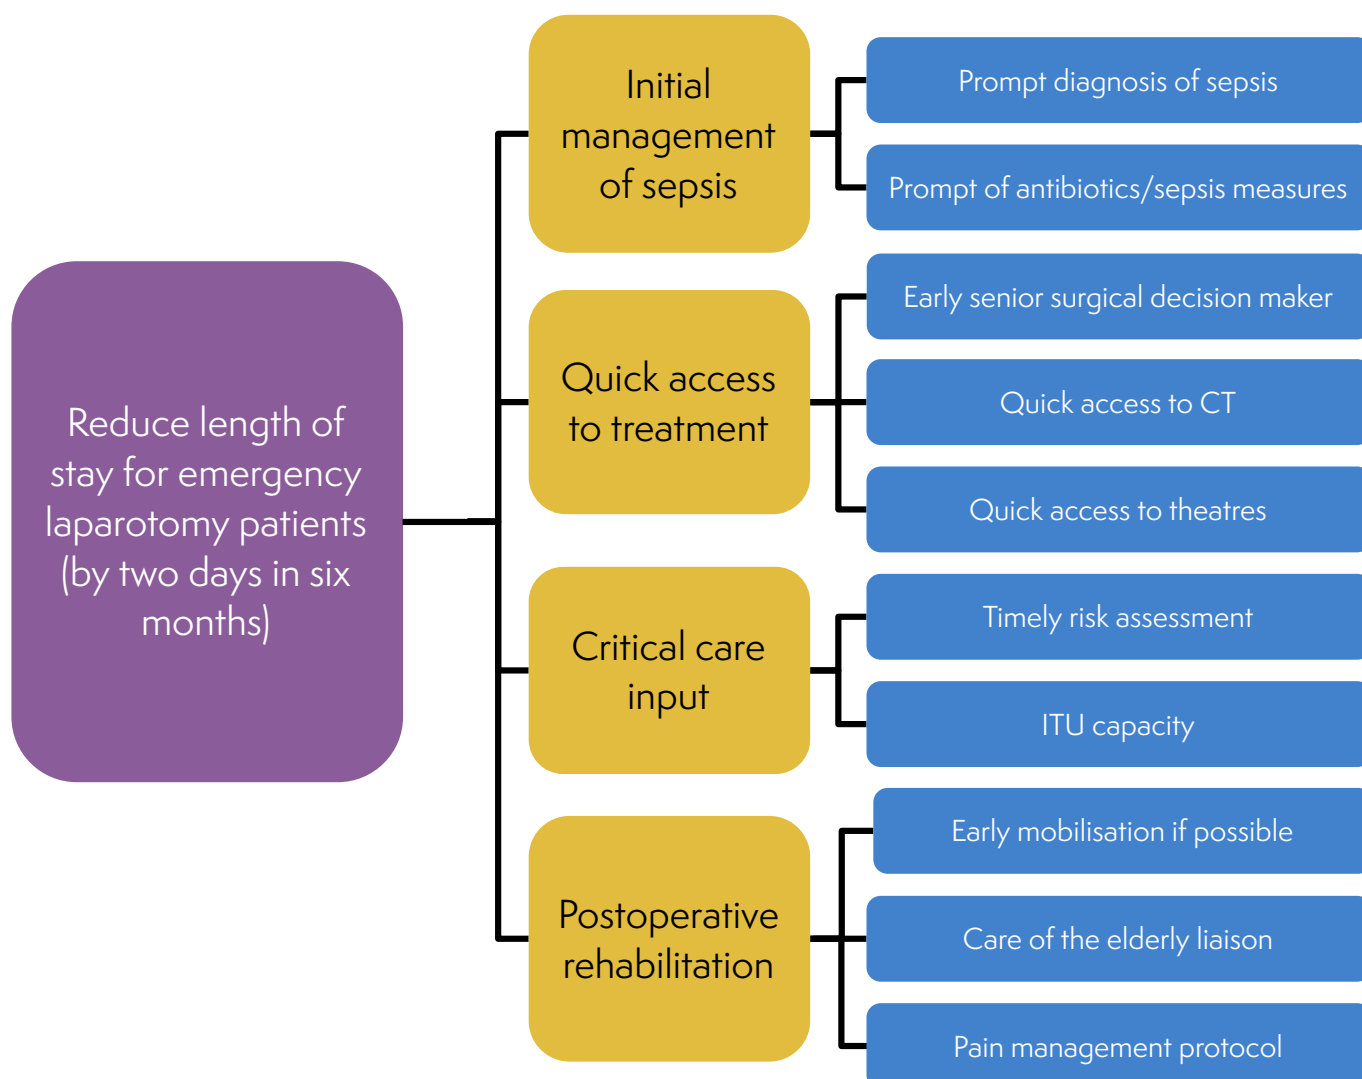 Reduce length of
stay for emergency
laparotomy patients
(by two days in six
months)
Initial
management
of sepsis
Prompt diagnosis of sepsis
Prompt of antibiotics/sepsis measures
Quick access
to treatment
Early senior surgical decision maker
Quick access to CT
Quick access to theatres
Critical care
input
Timely risk assessment
ITU capacity
Postoperative
rehabilitation
Early mobilisation if possible
Care of the elderly liaison
Pain management protocol